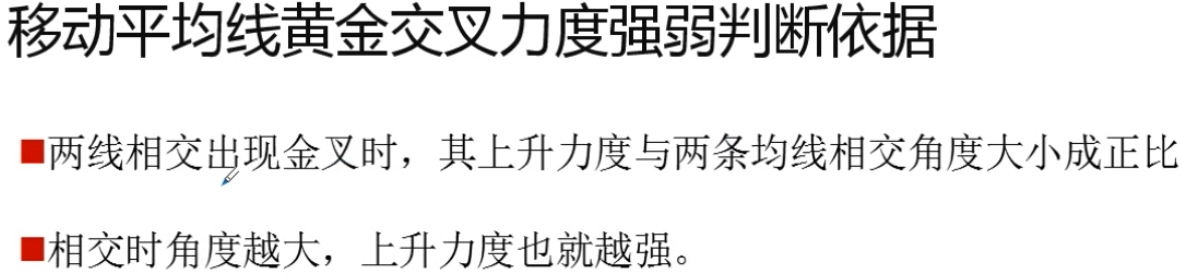 移动平均线黄金交叉力度强弱判断依据
■两线相交出现金叉时，其上升力度与两条均线相交角度大小成正比
■相交时角度越大，上升力度也就越强。